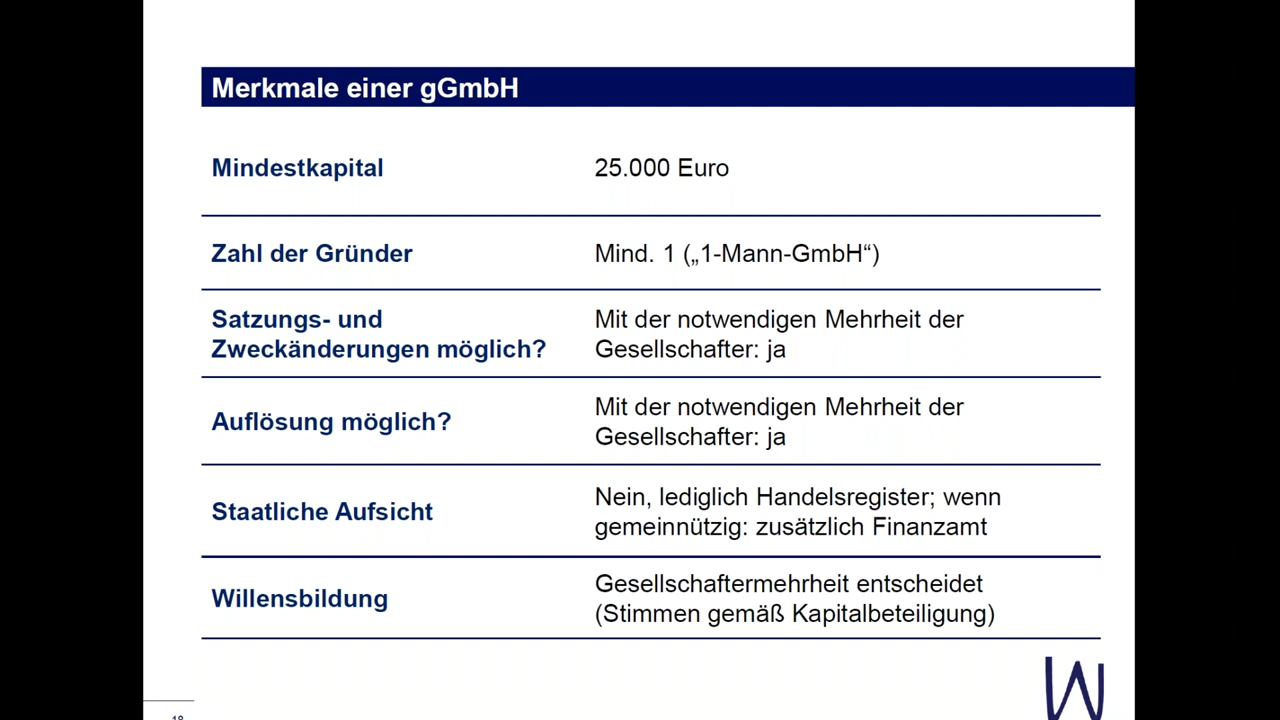 Merkmale einer gGmbH
Mindestkapital
25.000 Euro
Zahl der Gründer
Mind. 1 („1-Mann-GmbH“)
Satzungs- und
Zweckänderungen möglich?
Mit der notwendigen Mehrheit der
Gesellschafter: ja
Auflösung möglich?
Mit der notwendigen Mehrheit der
Gesellschafter: ja
Staatliche Aufsicht
Nein, lediglich Handelsregister; wenn
gemeinnützig: zusätzlich Finanzamt
Willensbildung
Gesellschaftermehrheit entscheidet
(Stimmen gemäß Kapitalbeteiligung)
W